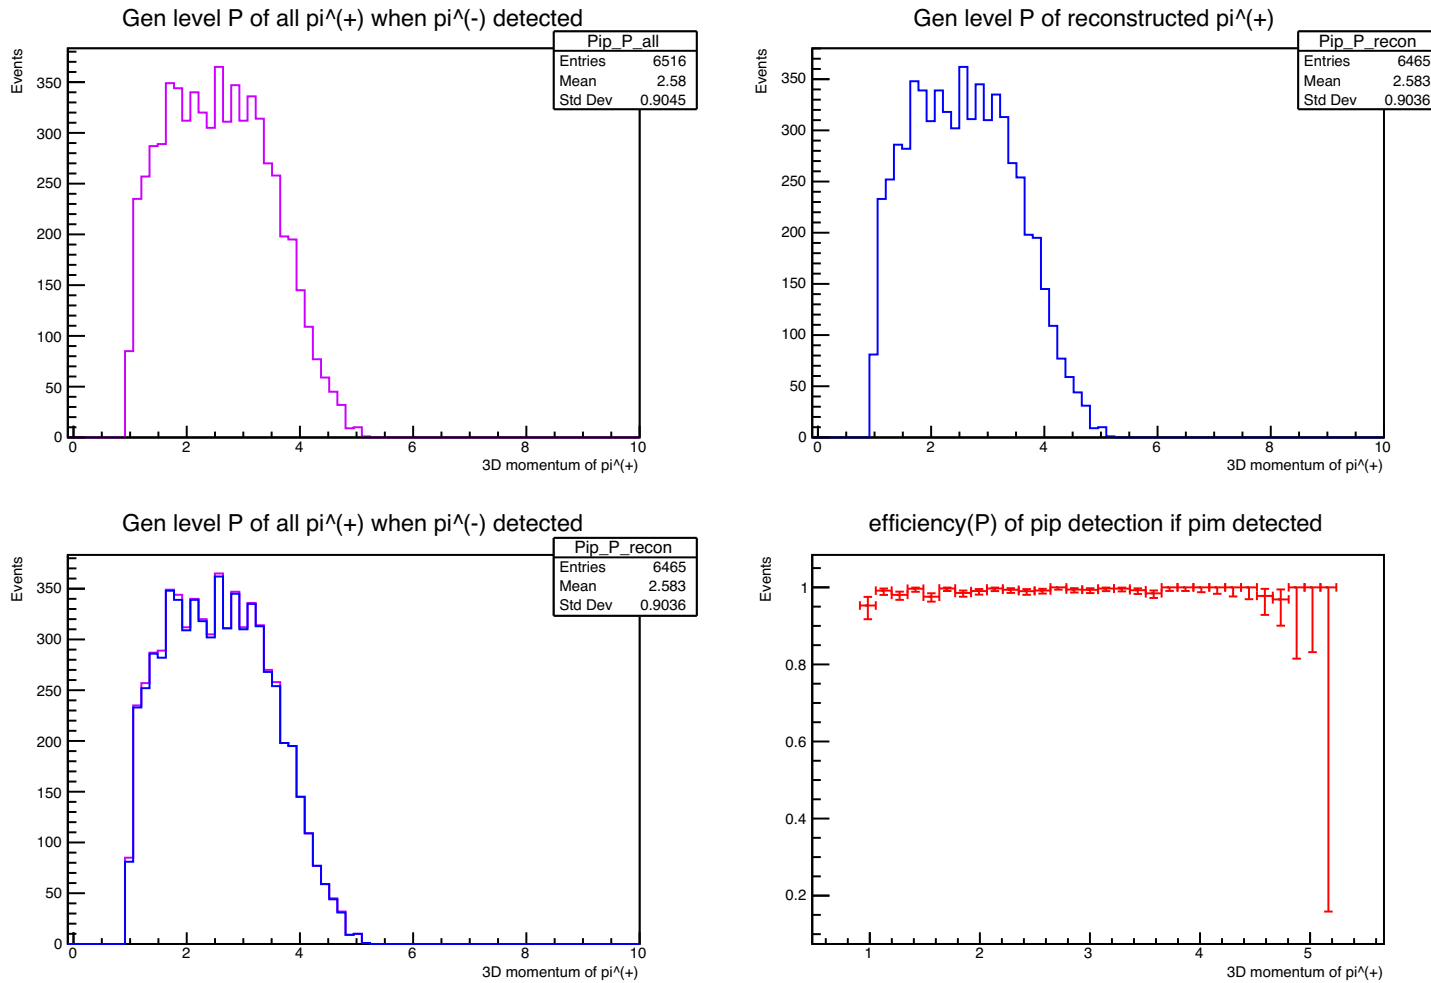 Gen level P of all pi^(+) when pi^(-) detected
Events
Pip_P_all
Entries 6516
Mean 2.58
Std Dev 0.9045
350
300
250
200
150
100
50
0
0 2 4 6 8 10
3D momentum of pi^(+)
Gen level P of reconstructed pi^(+)
Events
Pip_P_recon
Entries 6465
Mean 2.583
Std Dev 0.9036
350
300
250
200
150
100
50
0
0 2 4 6 8 10
3D momentum of pi^(+)
Gen level P of all pi^(+) when pi^(-) detected
Events
Pip_P_recon
Entries 6465
Mean 2.583
Std Dev 0.9036
350
300
250
200
150
100
50
0
0 2 4 6 8 10
3D momentum of pi^(+)
efficiency(P) of pip detection if pim detected
Events
1
0.8
0.6
0.4
0.2
1 2 3 4 5
3D momentum of pi^(+)